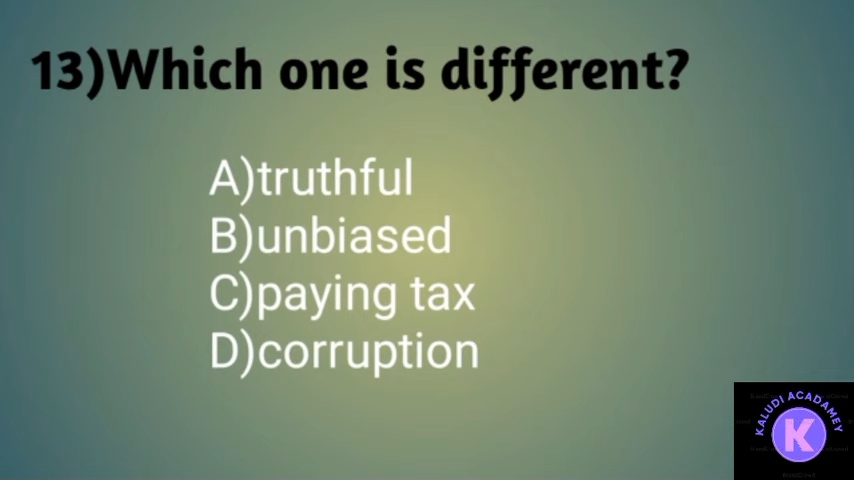 13)Which one is different?
A)truthful
B)unbiased
C)paying tax
D)corruption
KALUDI ACADAMEY
K